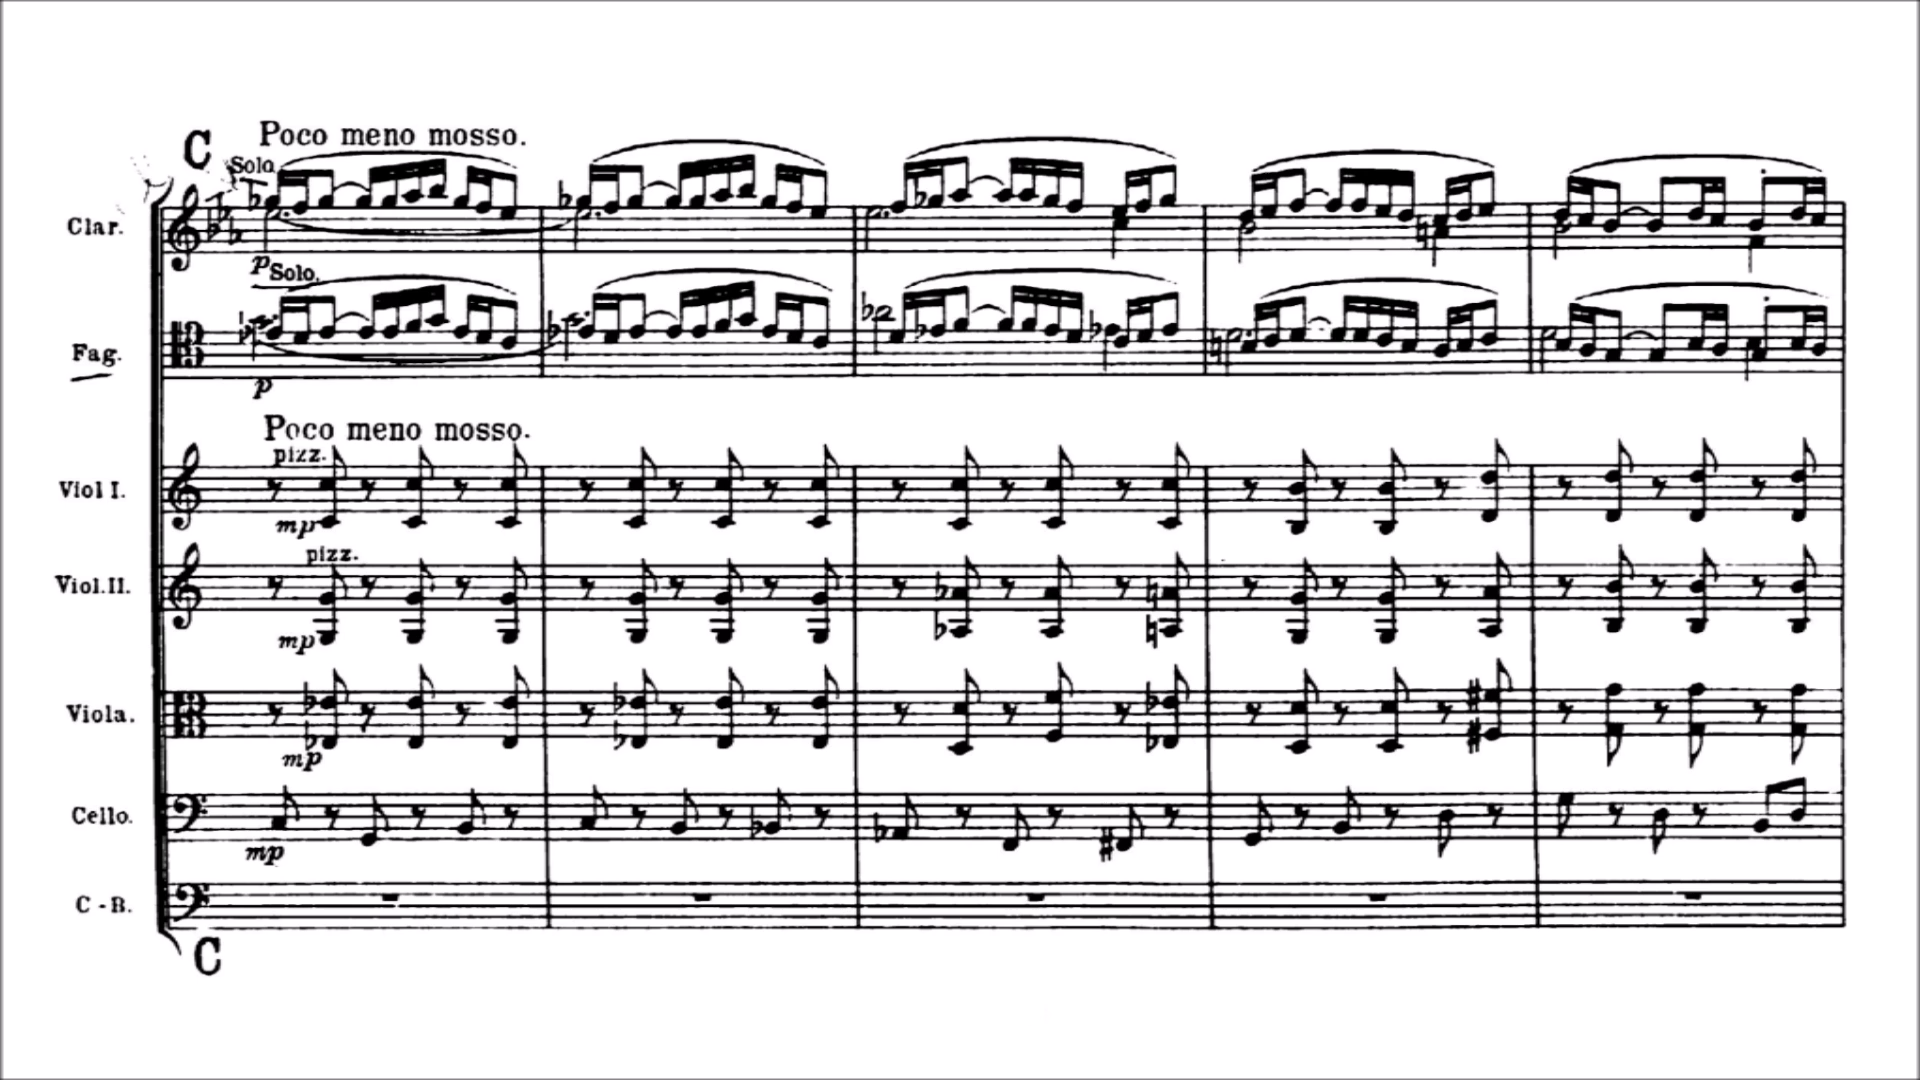 C Poco meno mosso.
Solo
Clar.
p
Solo.
Fag.
p
Poco meno mosso.
pizz.
Viol I.
mp
pizz.
Viol.II.
mp
Viola.
mp
Cello.
mp
C-B.
C